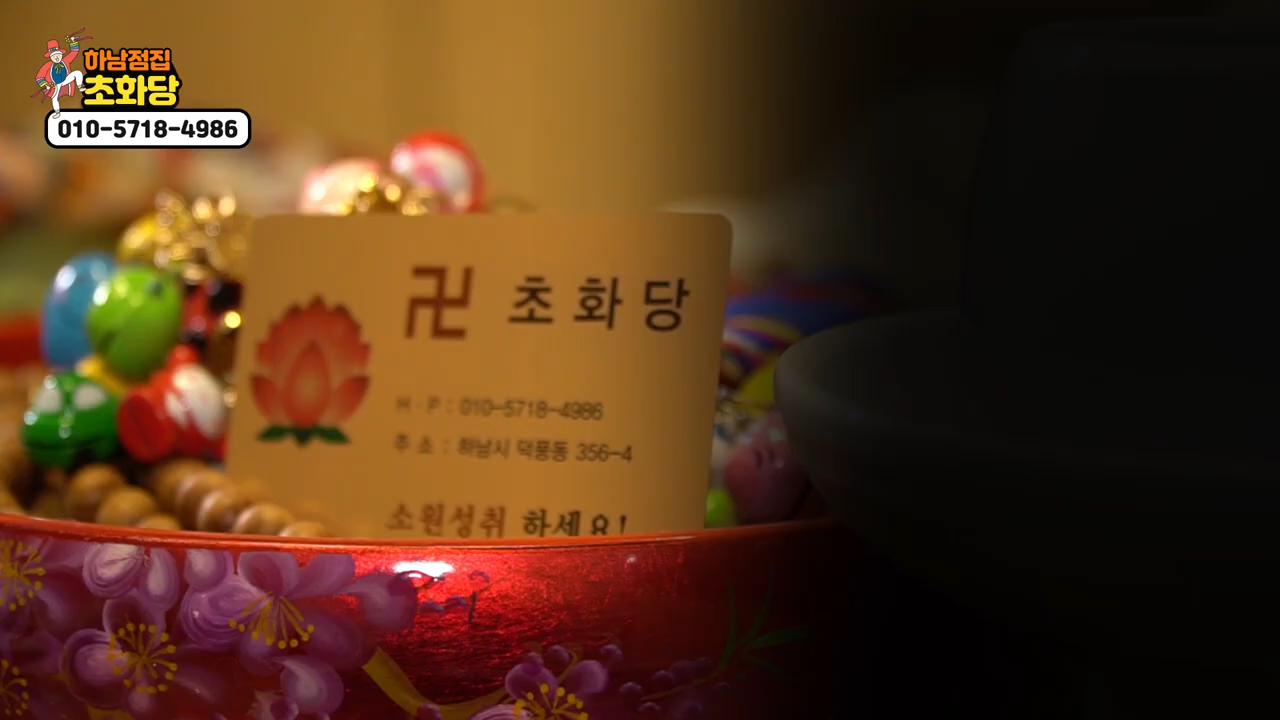 하남점집
초화당
010-5718-4986
卍 초화당
H · P : 010-5718-4986
주 소 : 하남시 덕풍동 356-4
소원성취 하세요!